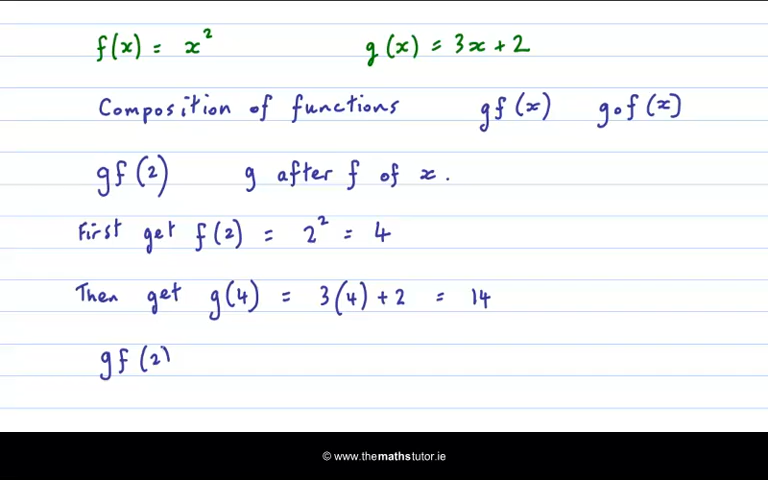 f(x) = x² g(x) = 3x + 2
Composition of functions gf(x) gof(x)
gf(2) g after f of x.
First get f(2) = 2² = 4
Then get g(4) = 3(4) + 2 = 14
gf(2)
© www.themathstutor.ie